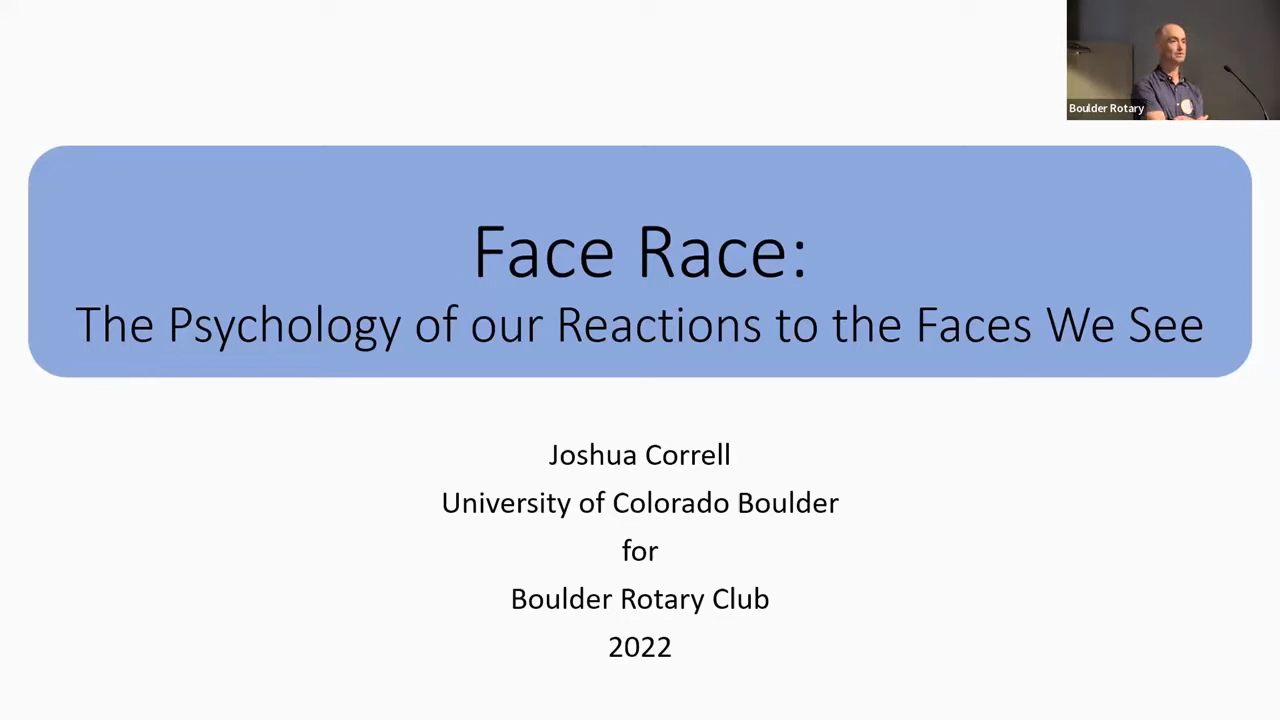 Boulder Rotary
Face Race:
The Psychology of our Reactions to the Faces We See
Joshua Correll
University of Colorado Boulder
for
Boulder Rotary Club
2022